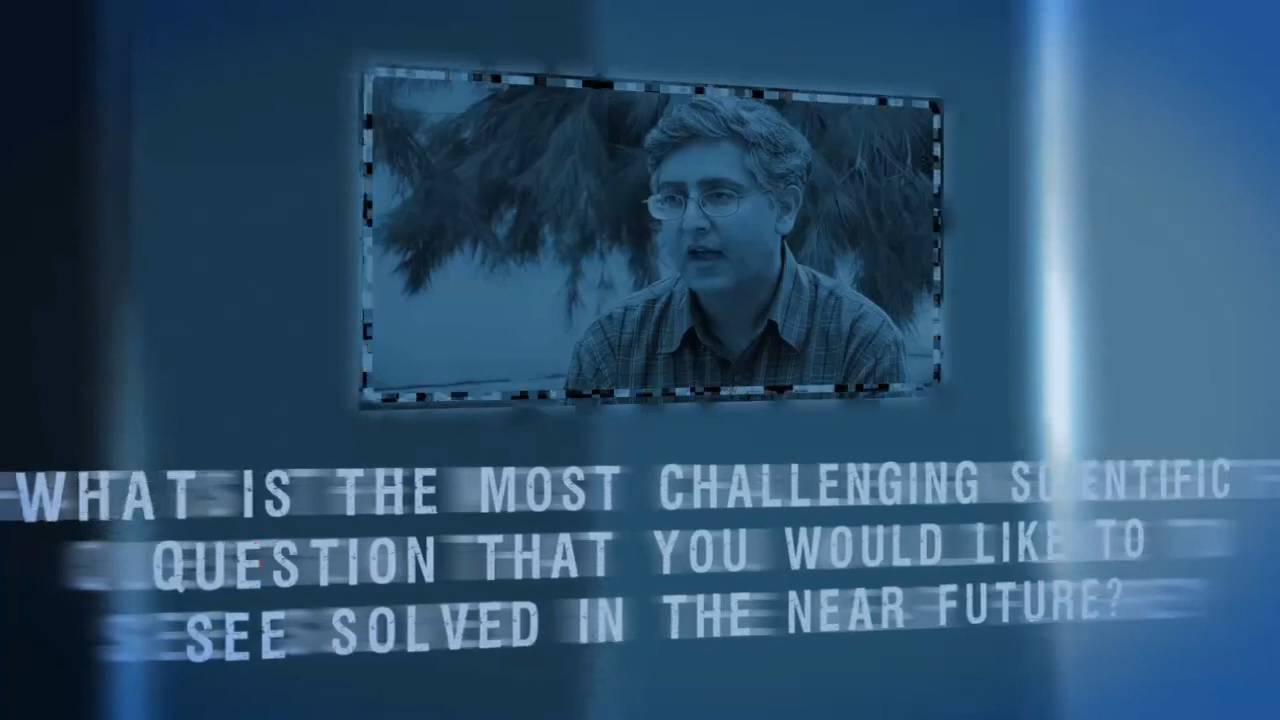 WHAT IS THE MOST CHALLENGING SCIENTIFIC
QUESTION THAT YOU WOULD LIKE TO
SEE SOLVED IN THE NEAR FUTURE?